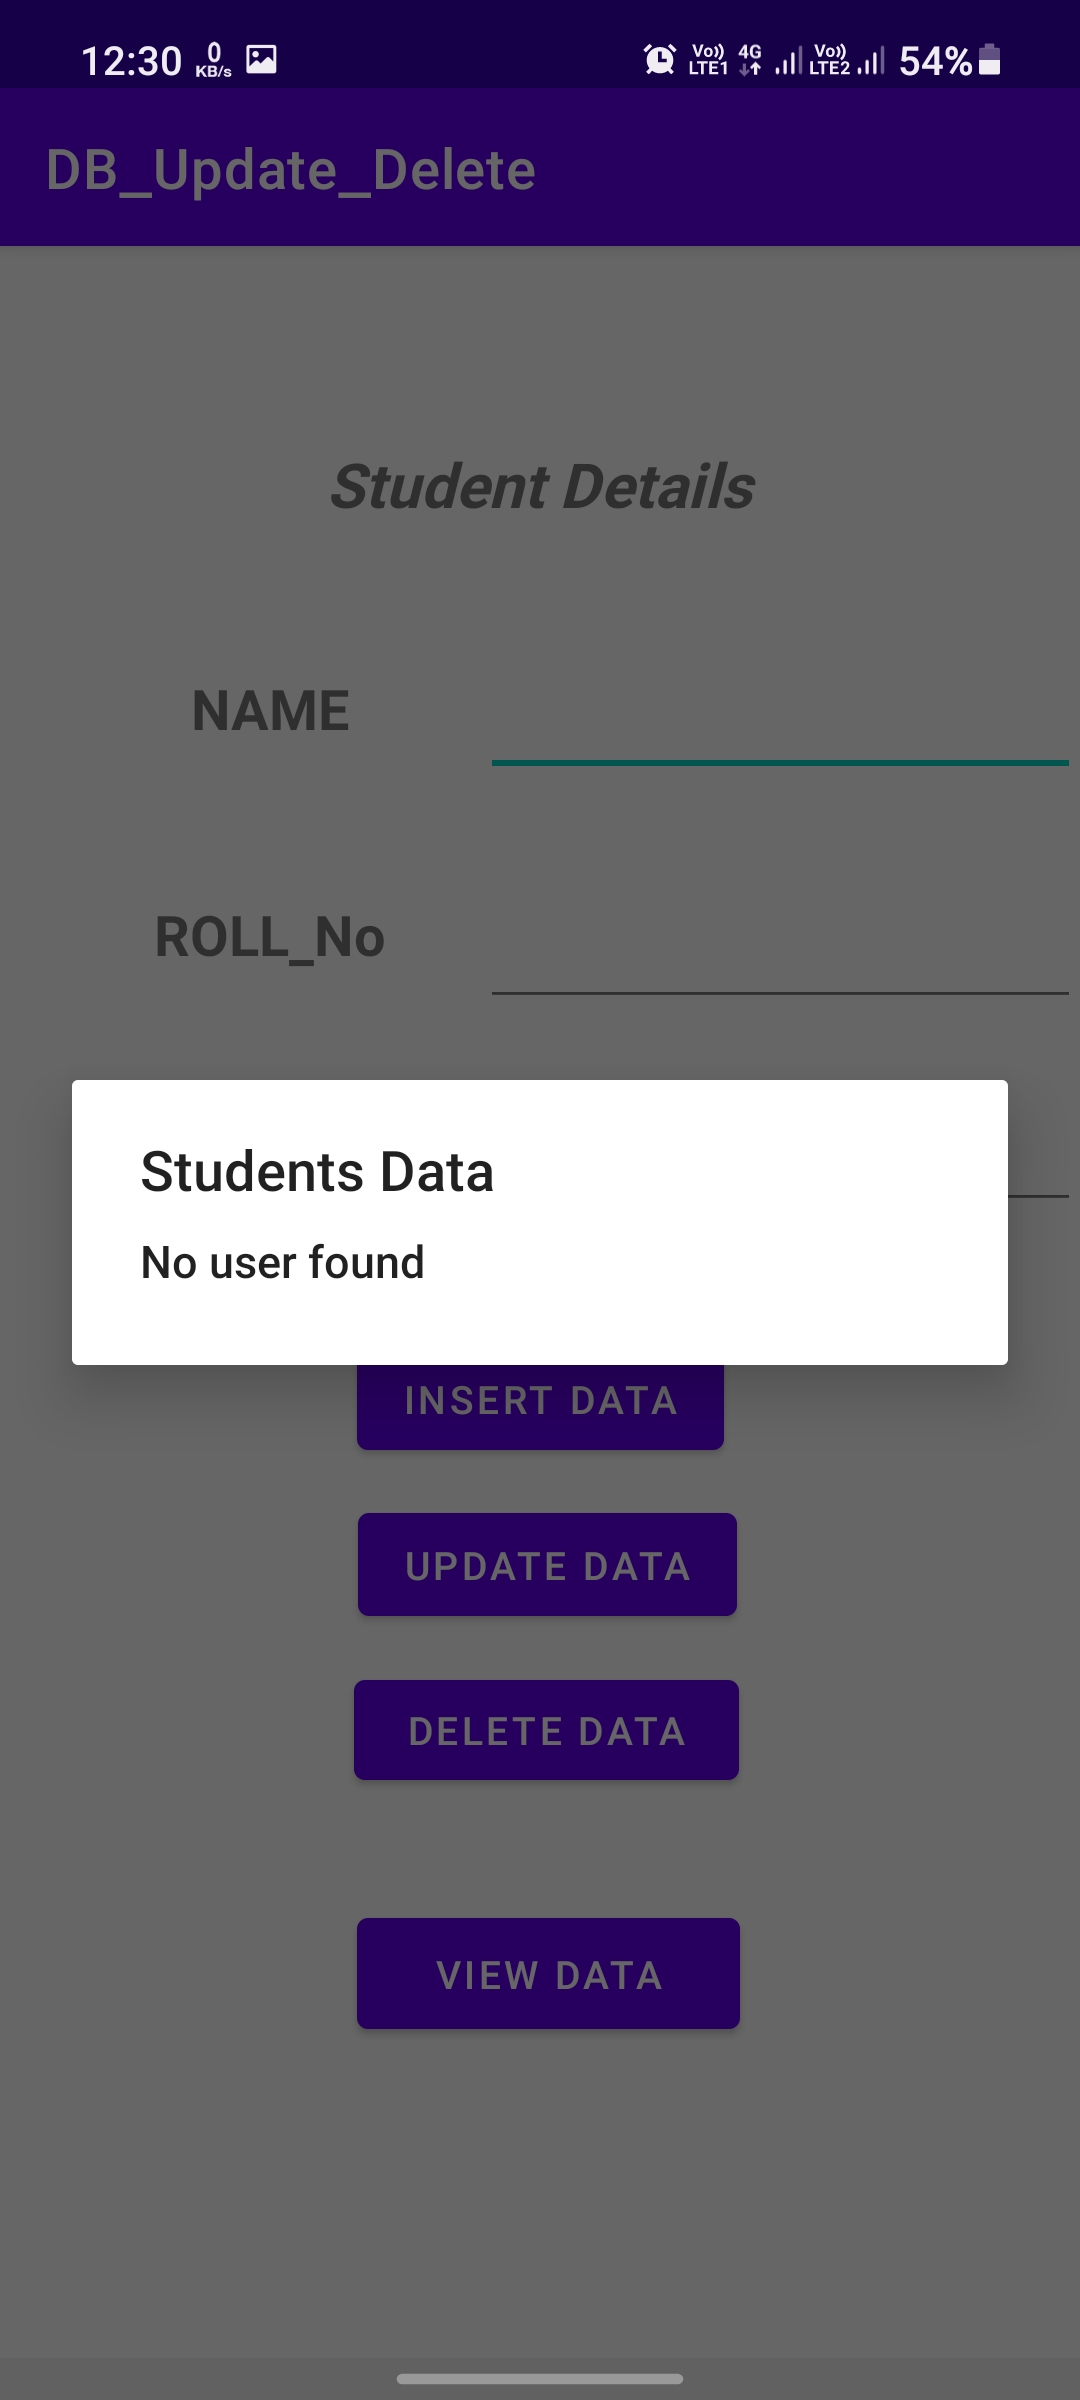 12:30 0 KB/s Vo)) LTE1 4G Vo)) LTE2 54%
DB_Update_Delete
Student Details
NAME
ROLL_No
Students Data
No user found
INSERT DATA
UPDATE DATA
DELETE DATA
VIEW DATA